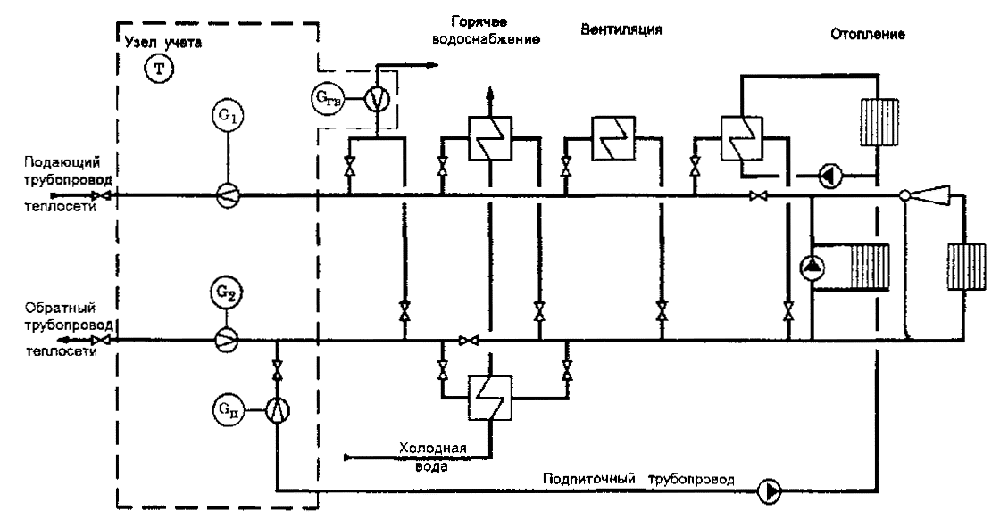 Горячее
водоснабжение
Вентиляция
Отопление
Узел учета
T
Gгв
G1
Подающий
трубопровод
теплосети
G2
Обратный
трубопровод
теплосети
Gп
Холодная
вода
Подпиточный трубопровод